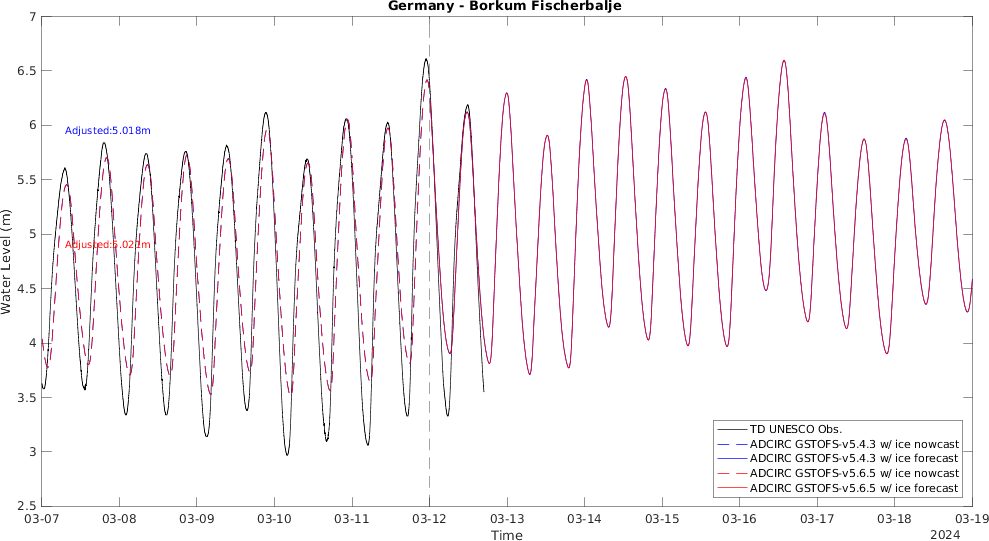 Germany - Borkum Fischerbalje
7
6.5
6
5.5
5
4.5
4
3.5
3
2.5
Water Level (m)
Adjusted:5.018m
Adjusted:5.021m
TD UNESCO Obs.
ADCIRC GSTOFS-v5.4.3 w/ ice nowcast
ADCIRC GSTOFS-v5.4.3 w/ ice forecast
ADCIRC GSTOFS-v5.6.5 w/ ice nowcast
ADCIRC GSTOFS-v5.6.5 w/ ice forecast
03-07 03-08 03-09 03-10 03-11 03-12 03-13 03-14 03-15 03-16 03-17 03-18 03-19
Time
2024